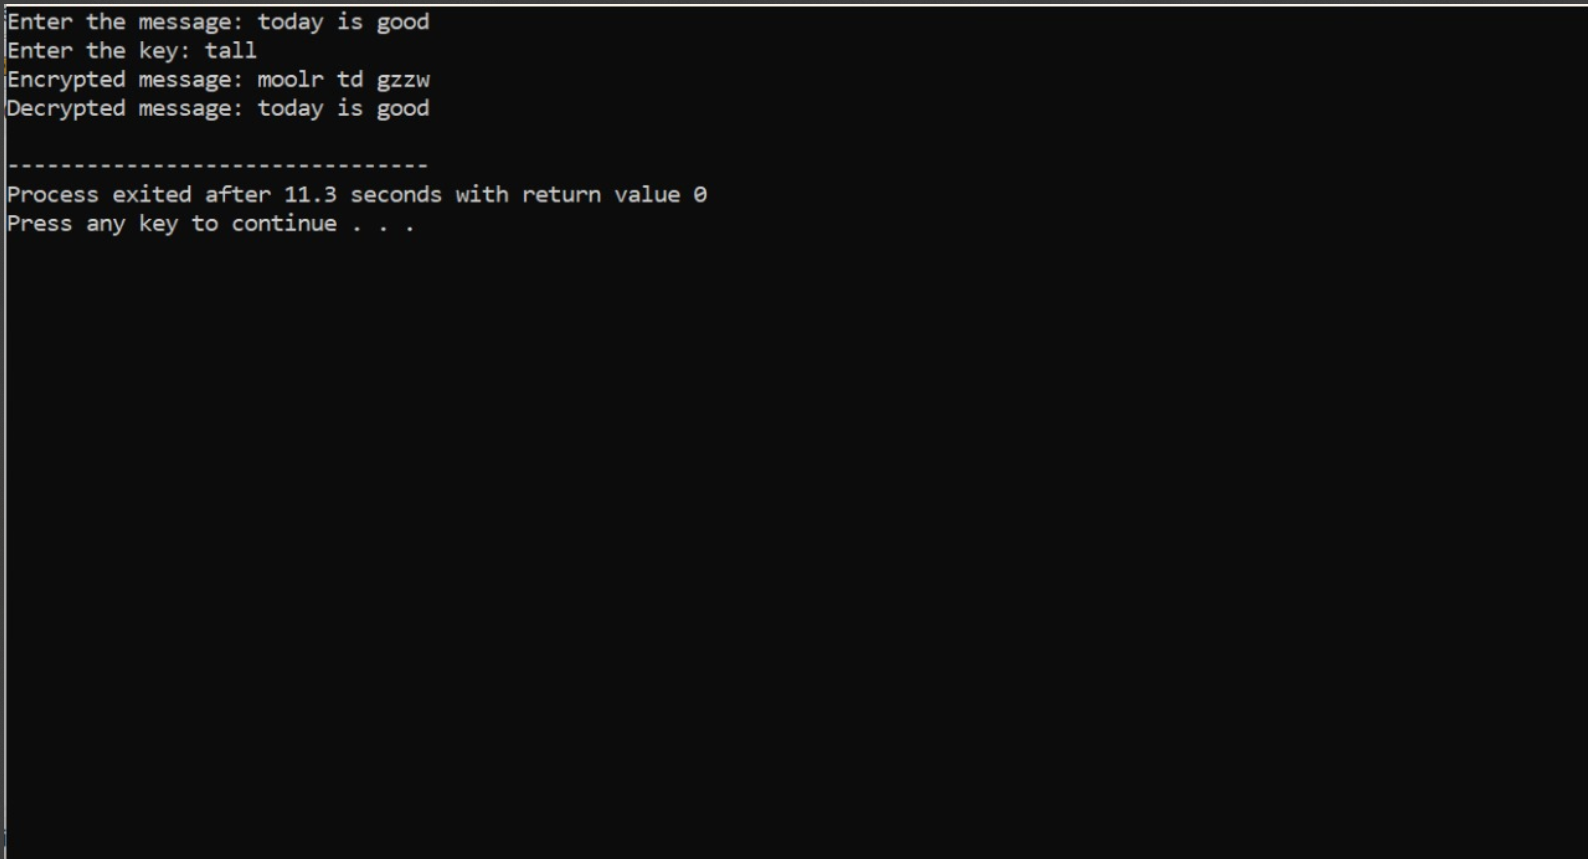 Enter the message: today is good
Enter the key: tall
Encrypted message: moolr td gzzw
Decrypted message: today is good
--------------------------------
Process exited after 11.3 seconds with return value 0
Press any key to continue . . .